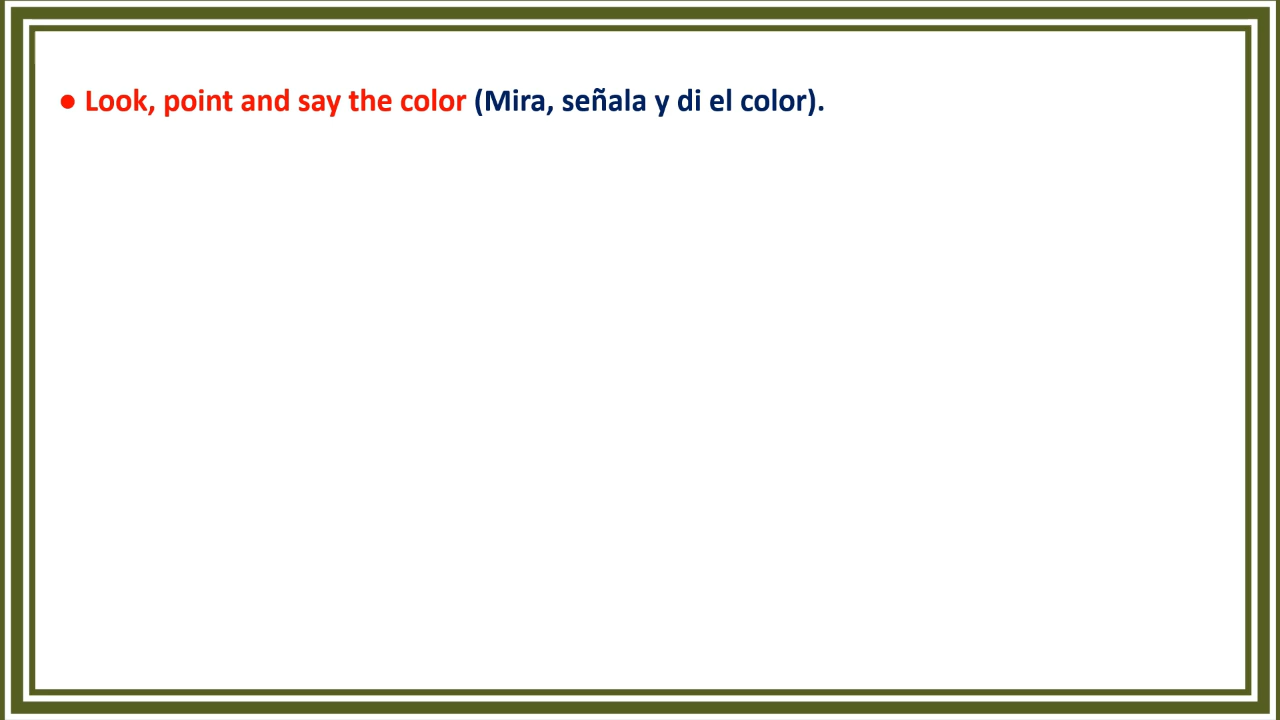 ● Look, point and say the color (Mira, señala y di el color).